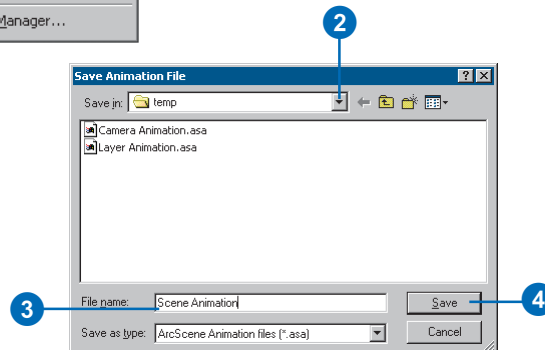 Manager...
2
Save Animation File
Save in: temp
Camera Animation.asa
Layer Animation.asa
3
File name: Scene Animation
Save
4
Save as type: ArcScene Animation files (*.asa)
Cancel